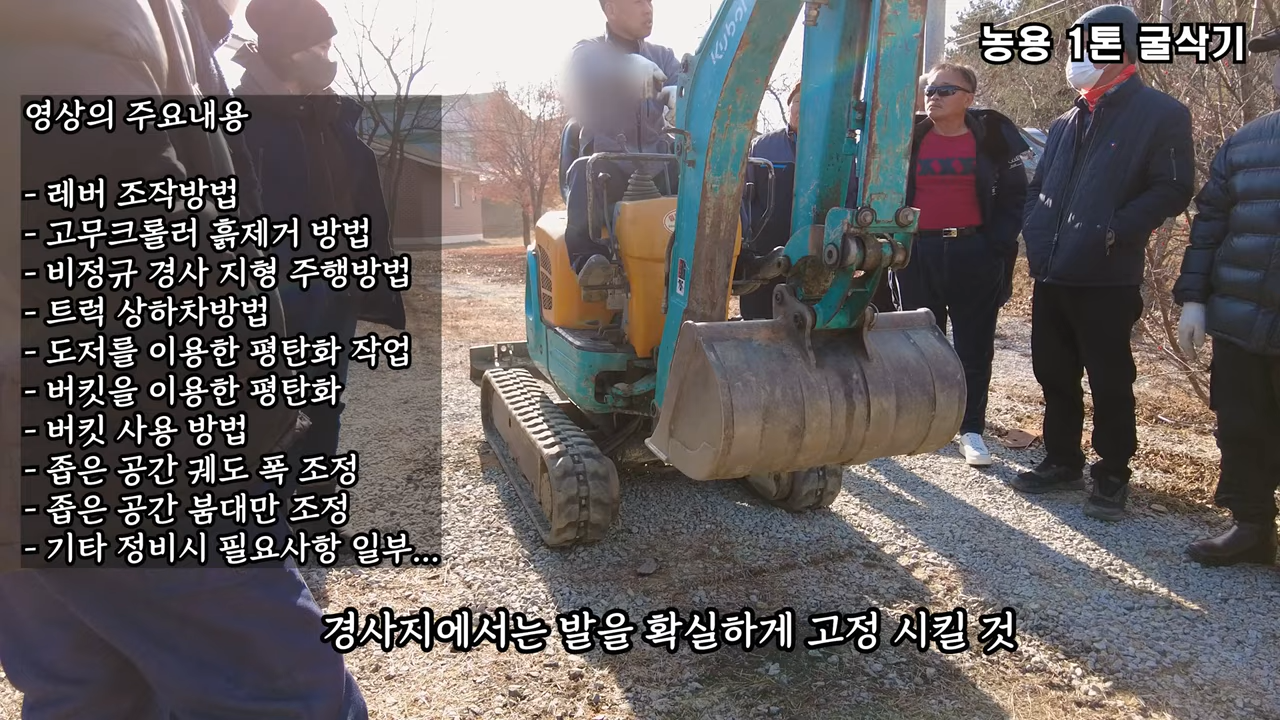 농용 1톤 굴삭기
영상의 주요내용
- 레버 조작방법
- 고무크롤러 흙제거 방법
- 비정규 경사 지형 주행방법
- 트럭 상하차방법
- 도저를 이용한 평탄화 작업
- 버킷을 이용한 평탄화
- 버킷 사용 방법
- 좁은 공간 궤도 폭 조정
- 좁은 공간 붐대만 조정
- 기타 정비시 필요사항 일부...
경사지에서는 발을 확실하게 고정 시킬 것
Kubota